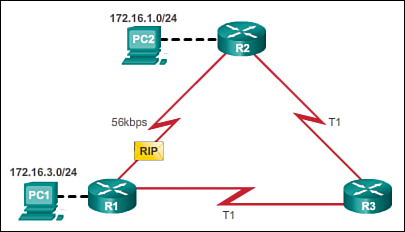 172.16.1.0/24
PC2
R2
56kbps
T1
RIP
172.16.3.0/24
PC1
R1
T1
R3